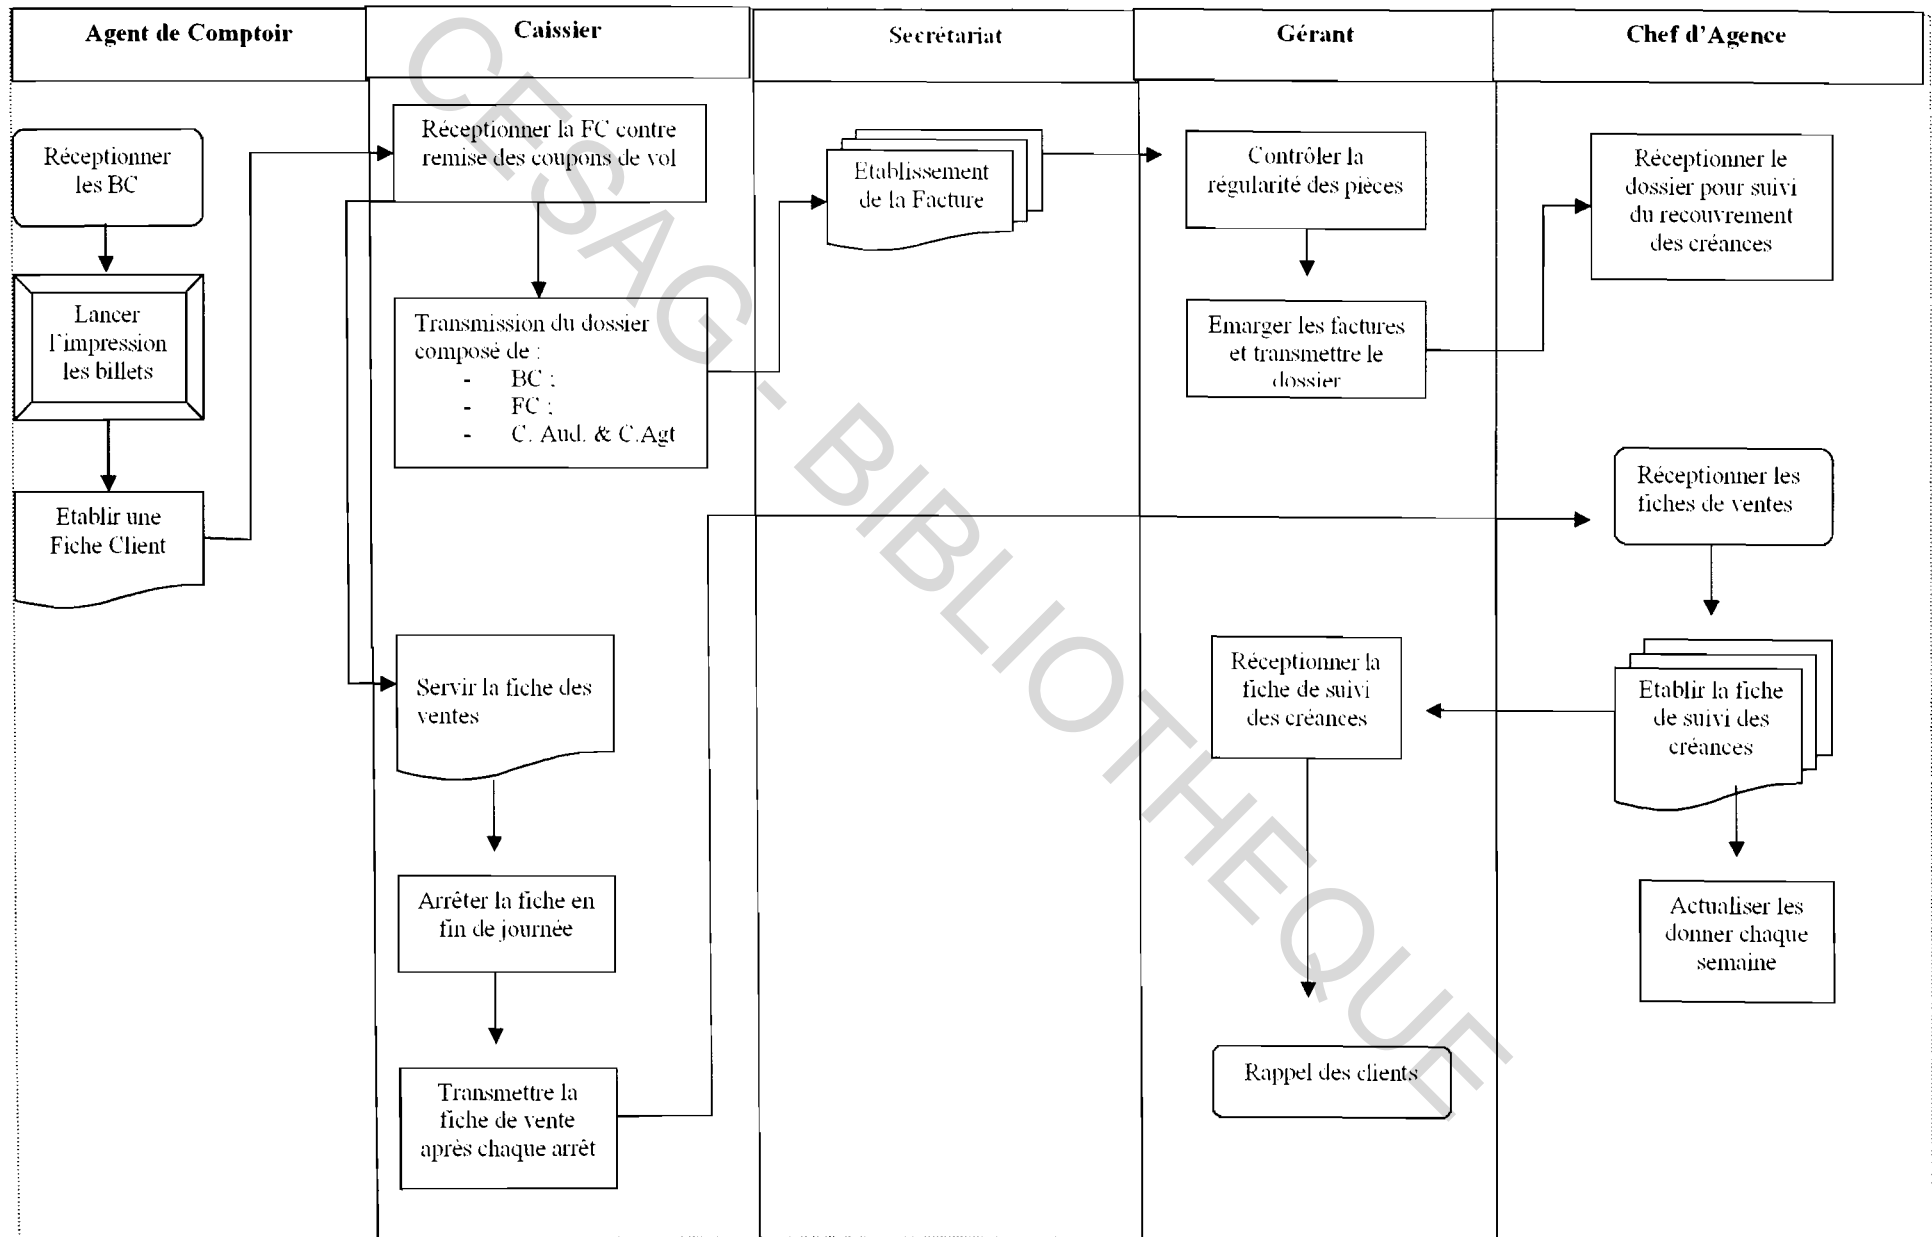 Agent de Comptoir
Caissier
Secrétariat
Gérant
Chef d'Agence
Réceptionner
les BC
Lancer
l'impression
les billets
Etablir une
Fiche Client
Réceptionner la FC contre
remise des coupons de vol
Transmission du dossier
composé de :
- BC ;
- FC ;
- C. Aud. & C.Agt
Servir la fiche des
ventes
Arrêter la fiche en
fin de journée
Transmettre la
fiche de vente
après chaque arrêt
Etablissement
de la Facture
Contrôler la
régularité des pièces
Emarger les factures
et transmettre le
dossier
Réceptionner la
fiche de suivi
des créances
Rappel des clients
Réceptionner le
dossier pour suivi
du recouvrement
des créances
Réceptionner les
fiches de ventes
Etablir la fiche
de suivi des
créances
Actualiser les
donner chaque
semaine
CESAG - BIBLIOTHEQUE